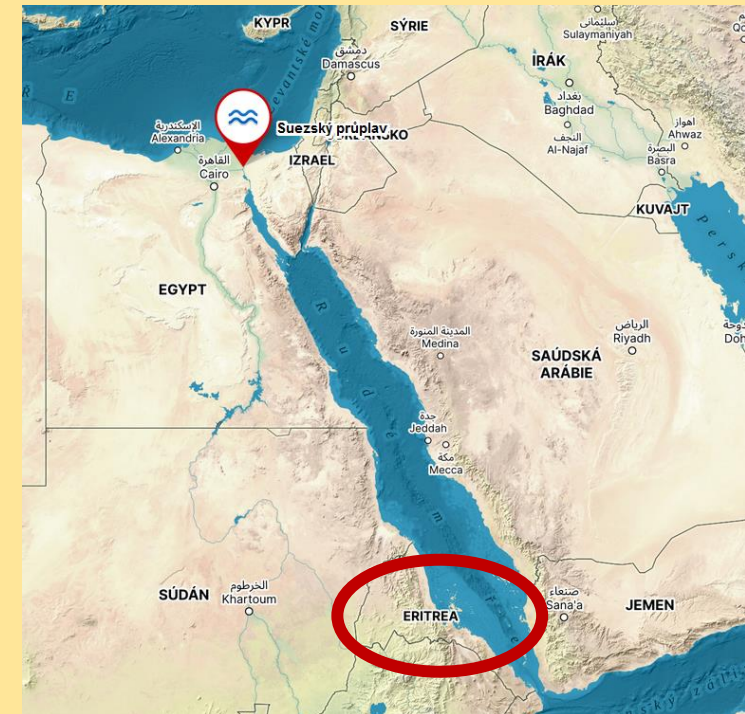 KYPR
SÝRIE
Sulaymaniyah
دمشق
Damascus
IRÁK
بغداد
Baghdad
Suezský průplav
الإسكندرية
Alexandria
القاهرة
Cairo
IZRAEL
النجف
Al-Najaf
اهواز
Ahwaz
البصرة
Basra
KUVAJT
EGYPT
المدينة المنورة
Medina
الرياض
Riyadh
SAÚDSKÁ
ARÁBIE
جدة
Jeddah
مكة
Mecca
Rudé moře
SÚDÁN
الخرطوم
Khartoum
ERITREA
صنعاء
Sana'a
JEMEN